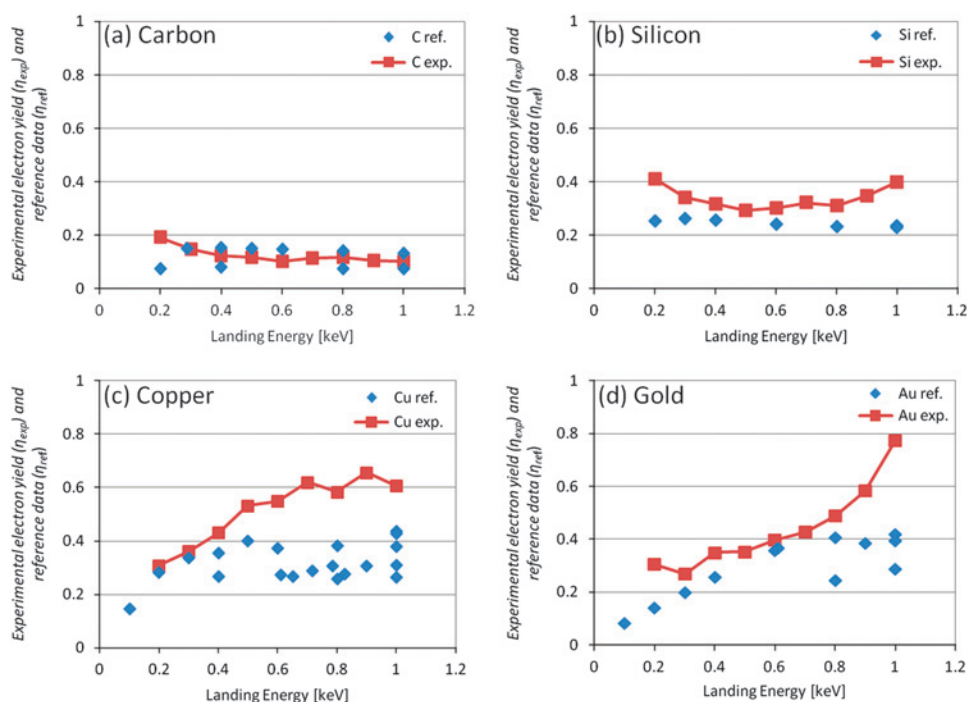 (a) Carbon
C ref.
C exp.
Experimental electron yield (ηexp) and
reference data (ηref)
1
0.8
0.6
0.4
0.2
0
0 0.2 0.4 0.6 0.8 1 1.2
Landing Energy [keV]
(b) Silicon
Si ref.
Si exp.
Experimental electron yield (ηexp) and
reference data (ηref)
1
0.8
0.6
0.4
0.2
0
0 0.2 0.4 0.6 0.8 1 1.2
Landing Energy [keV]
(c) Copper
Cu ref.
Cu exp.
Experimental electron yield (ηexp) and
reference data (ηref)
1
0.8
0.6
0.4
0.2
0
0 0.2 0.4 0.6 0.8 1 1.2
Landing Energy [keV]
(d) Gold
Au ref.
Au exp.
Experimental electron yield (ηexp) and
reference data (ηref)
1
0.8
0.6
0.4
0.2
0
0 0.2 0.4 0.6 0.8 1 1.2
Landing Energy [keV]